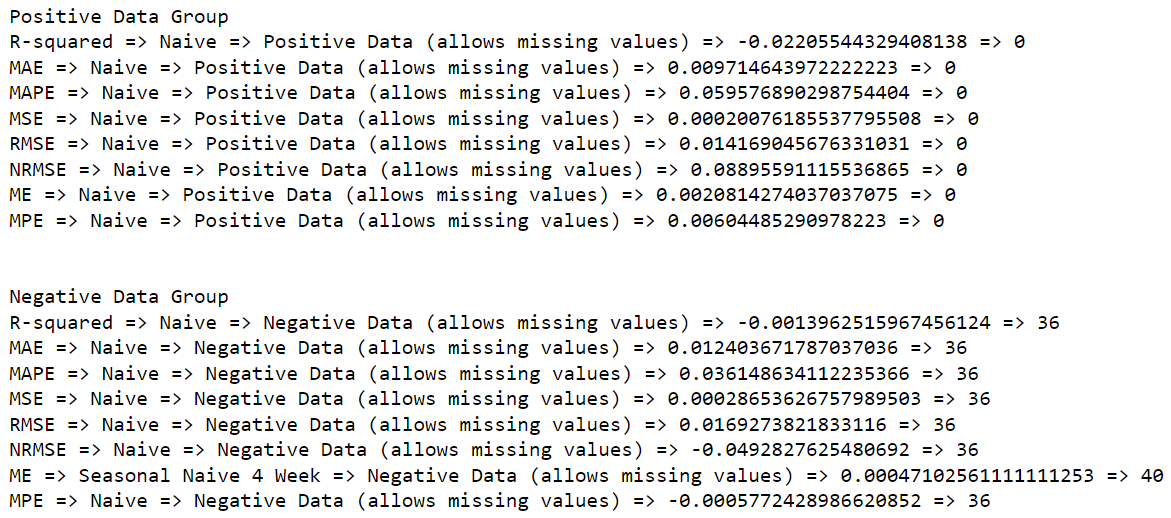 Positive Data Group
R-squared => Naive => Positive Data (allows missing values) => -0.02205544329408138 => 0
MAE => Naive => Positive Data (allows missing values) => 0.009714643972222223 => 0
MAPE => Naive => Positive Data (allows missing values) => 0.059576890298754404 => 0
MSE => Naive => Positive Data (allows missing values) => 0.00020076185537795508 => 0
RMSE => Naive => Positive Data (allows missing values) => 0.014169045676331031 => 0
NRMSE => Naive => Positive Data (allows missing values) => 0.08895591115536865 => 0
ME => Naive => Positive Data (allows missing values) => 0.0020814274037037075 => 0
MPE => Naive => Positive Data (allows missing values) => 0.00604485290978223 => 0
Negative Data Group
R-squared => Naive => Negative Data (allows missing values) => -0.0013962515967456124 => 36
MAE => Naive => Negative Data (allows missing values) => 0.012403671787037036 => 36
MAPE => Naive => Negative Data (allows missing values) => 0.036148634112235366 => 36
MSE => Naive => Negative Data (allows missing values) => 0.00028653626757989503 => 36
RMSE => Naive => Negative Data (allows missing values) => 0.0169273821833116 => 36
NRMSE => Naive => Negative Data (allows missing values) => -0.0492827625480692 => 36
ME => Seasonal Naive 4 Week => Negative Data (allows missing values) => 0.00047102561111111253 => 40
MPE => Naive => Negative Data (allows missing values) => -0.0005772428986620852 => 36